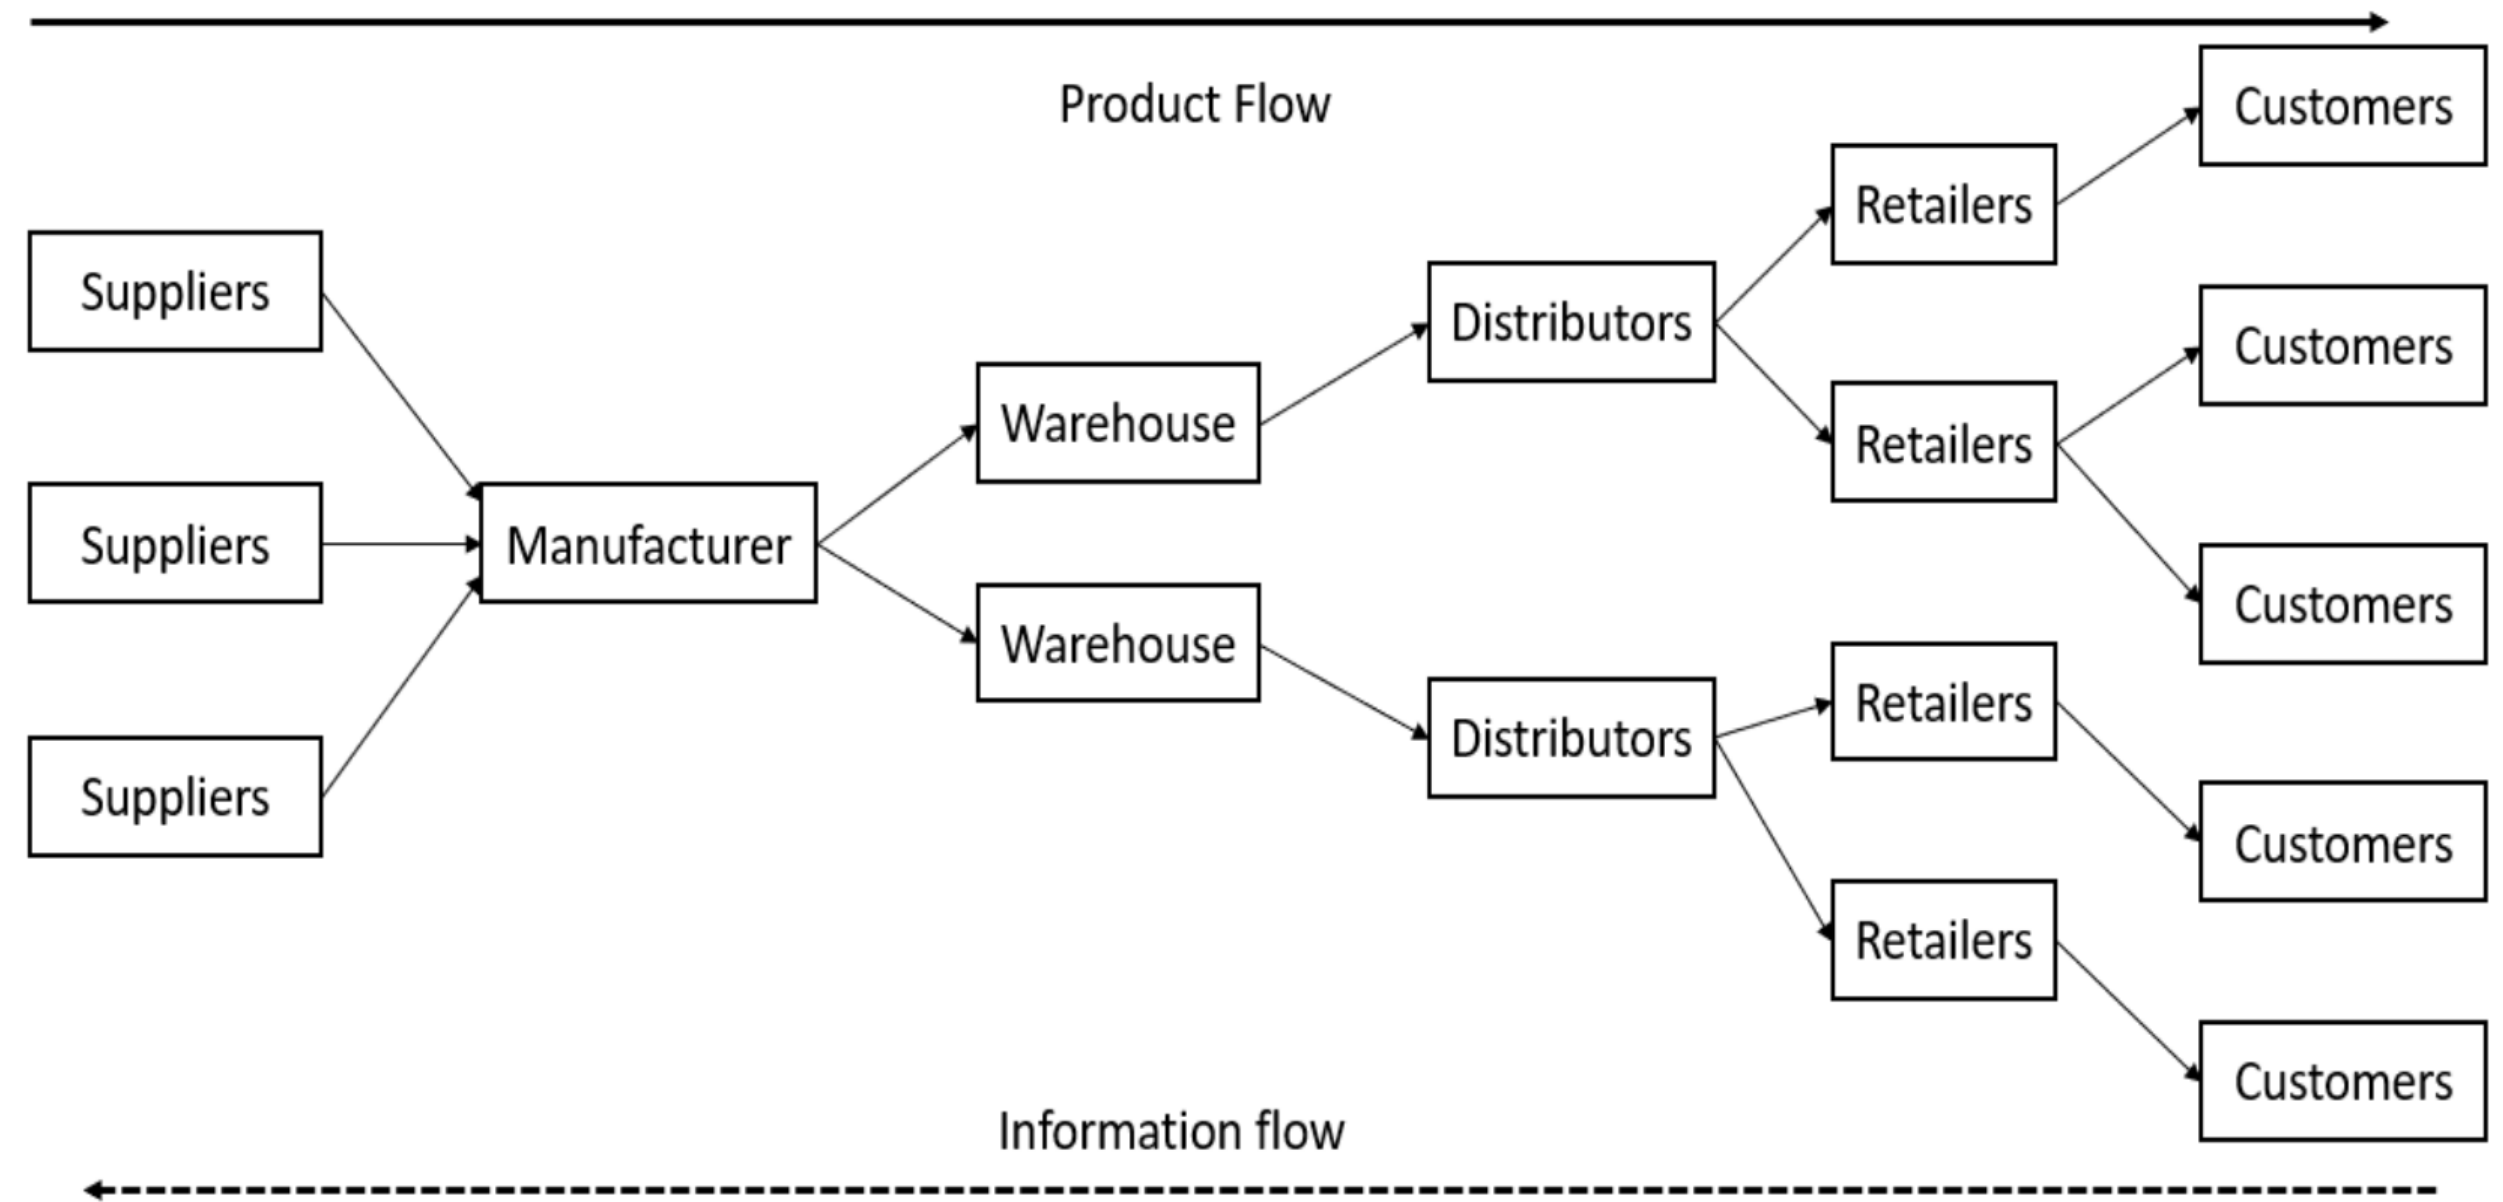 Product Flow
Suppliers
Suppliers
Suppliers
Manufacturer
Warehouse
Warehouse
Distributors
Distributors
Retailers
Retailers
Retailers
Retailers
Customers
Customers
Customers
Customers
Customers
Information flow